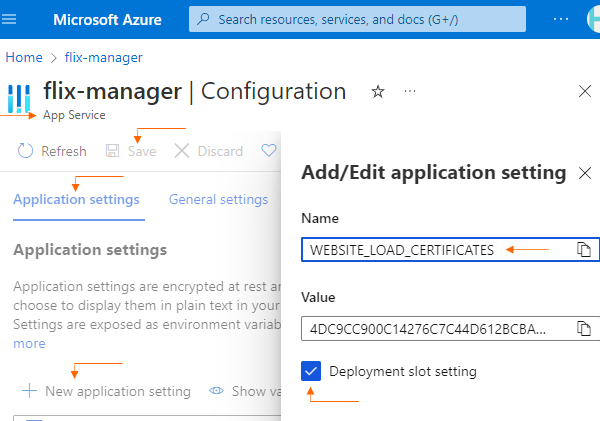 Microsoft Azure
Search resources, services, and docs (G+/)
Home > flix-manager
flix-manager | Configuration
App Service
Refresh Save Discard
Application settings General settings
Application settings
Application settings are encrypted at rest an
choose to display them in plain text in your
Settings are exposed as environment variab
more
New application setting Show va
Add/Edit application setting
Name
WEBSITE_LOAD_CERTIFICATES
Value
4DC9CC900C14276C7C44D612BCBA...
Deployment slot setting